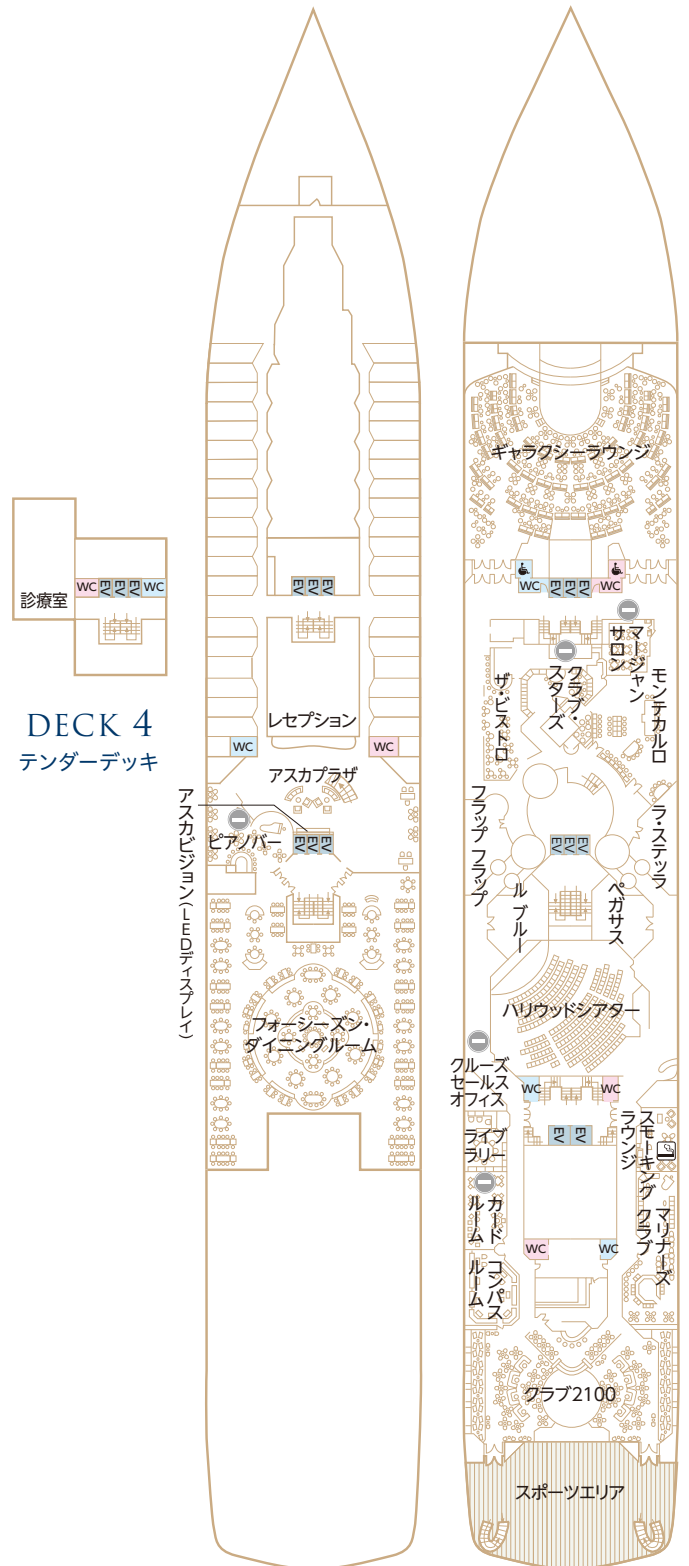 診療室
WC
EV
EV
EV
WC
DECK 4
テンダーデッキ
EV
EV
EV
レセプション
WC
WC
アスカプラザ
アスカビジョン(LEDディスプレイ)
ピアノバー
EV
EV
EV
フォーシーズン・
ダイニングルーム
ギャラクシーラウンジ
WC
EV
EV
EV
WC
マージャン
サロン
クラブ・
スターズ
モンテカルロ
ザ・ビストロ
フラップ フラップ
EV
EV
EV
ラ・ステッラ
ル ブルー
ペガサス
ハリウッドシアター
クルーズ
セールス
オフィス
WC
WC
EV
EV
ライブ
ラリー
スモーキング
ラウンジ
カード
ルーム
マリナーズ
クラブ
WC
WC
コンパス
ルーム
クラブ2100
スポーツエリア